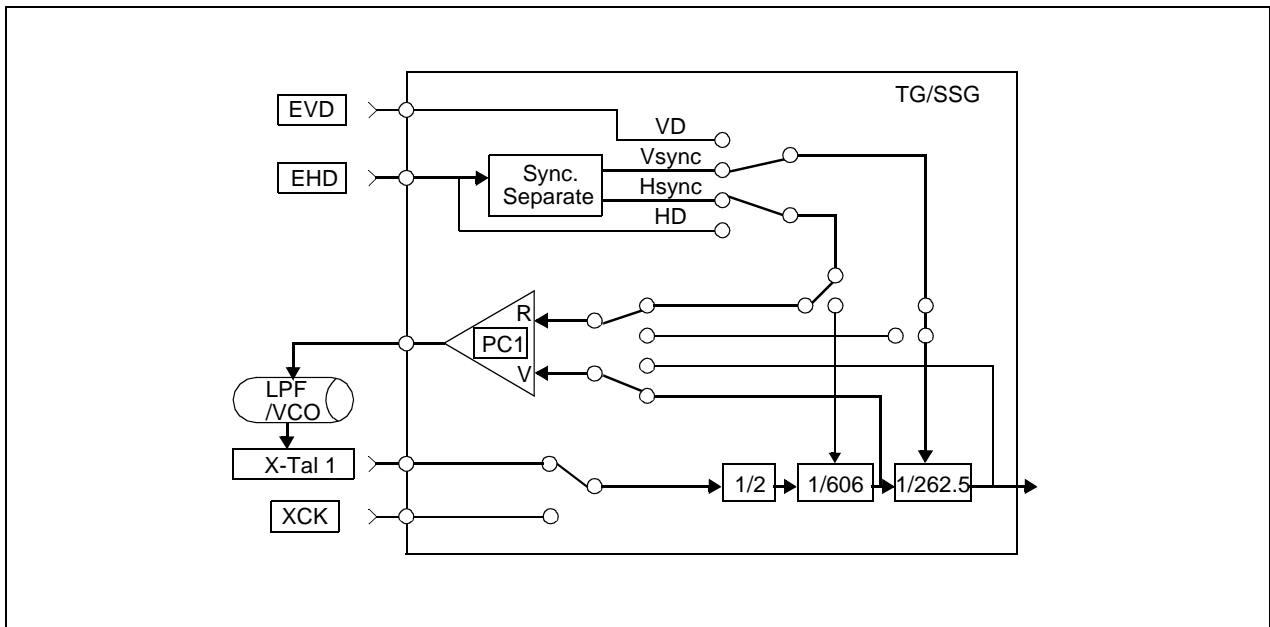 TG/SSG
EVD
VD
EHD
Sync.
Separate
Vsync
Hsync
HD
R
PC1
V
LPF
/VCO
X-Tal 1
1/2
1/606
1/262.5
XCK